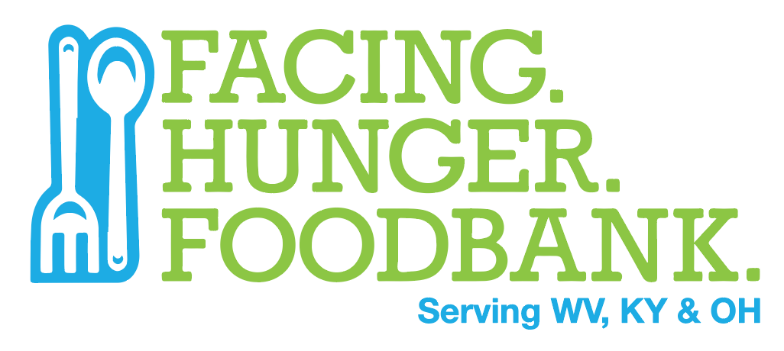 FACING.
HUNGER.
FOODBANK.
Serving WV, KY & OH